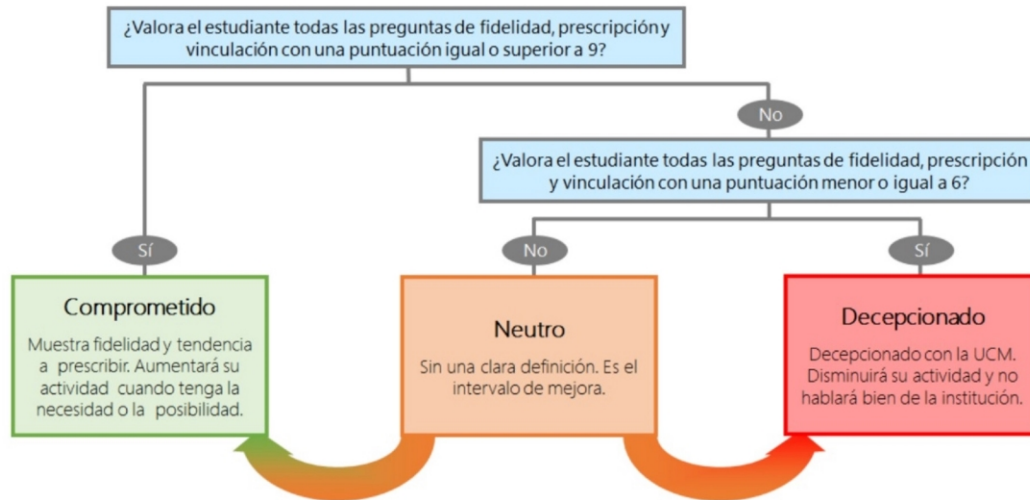 ¿Valora el estudiante todas las preguntas de fidelidad, prescripción y
vinculación con una puntuación igual o superior a 9?
No
¿Valora el estudiante todas las preguntas de fidelidad, prescripción
y vinculación con una puntuación menor o igual a 6?
Sí
No
Sí
Comprometido
Muestra fidelidad y tendencia
a prescribir. Aumentará su
actividad cuando tenga la
necesidad o la posibilidad.
Neutro
Sin una clara definición. Es el
intervalo de mejora.
Decepcionado
Decepcionado con la UCM.
Disminuirá su actividad y no
hablará bien de la institución.